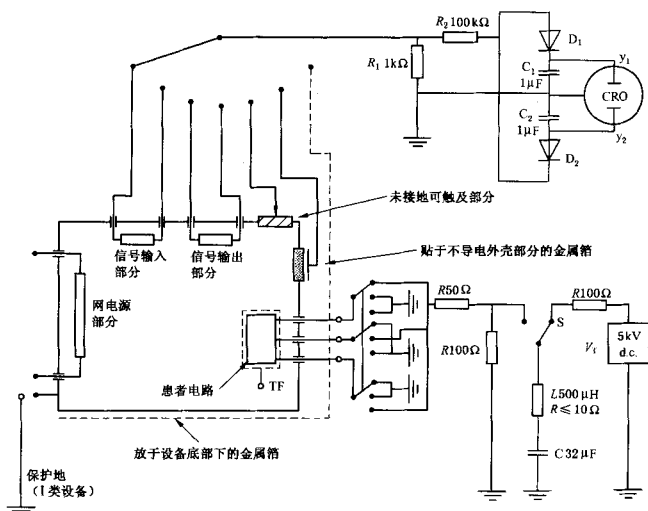 R₂ 100kΩ
D₁
R₁ 1kΩ
C₁
1μF
y₁
CRO
C₂
1μF
y₂
D₂
未接地可触及部分
信号输入
部分
信号输出
部分
贴于不导电外壳部分的金属箔
网电源
部分
R50Ω
R100Ω
S
R100Ω
V₁
5kV
d.c.
患者电路
TF
L500μH
R≤10Ω
C32μF
放于设备底部下的金属箔
保护地
(I类设备)